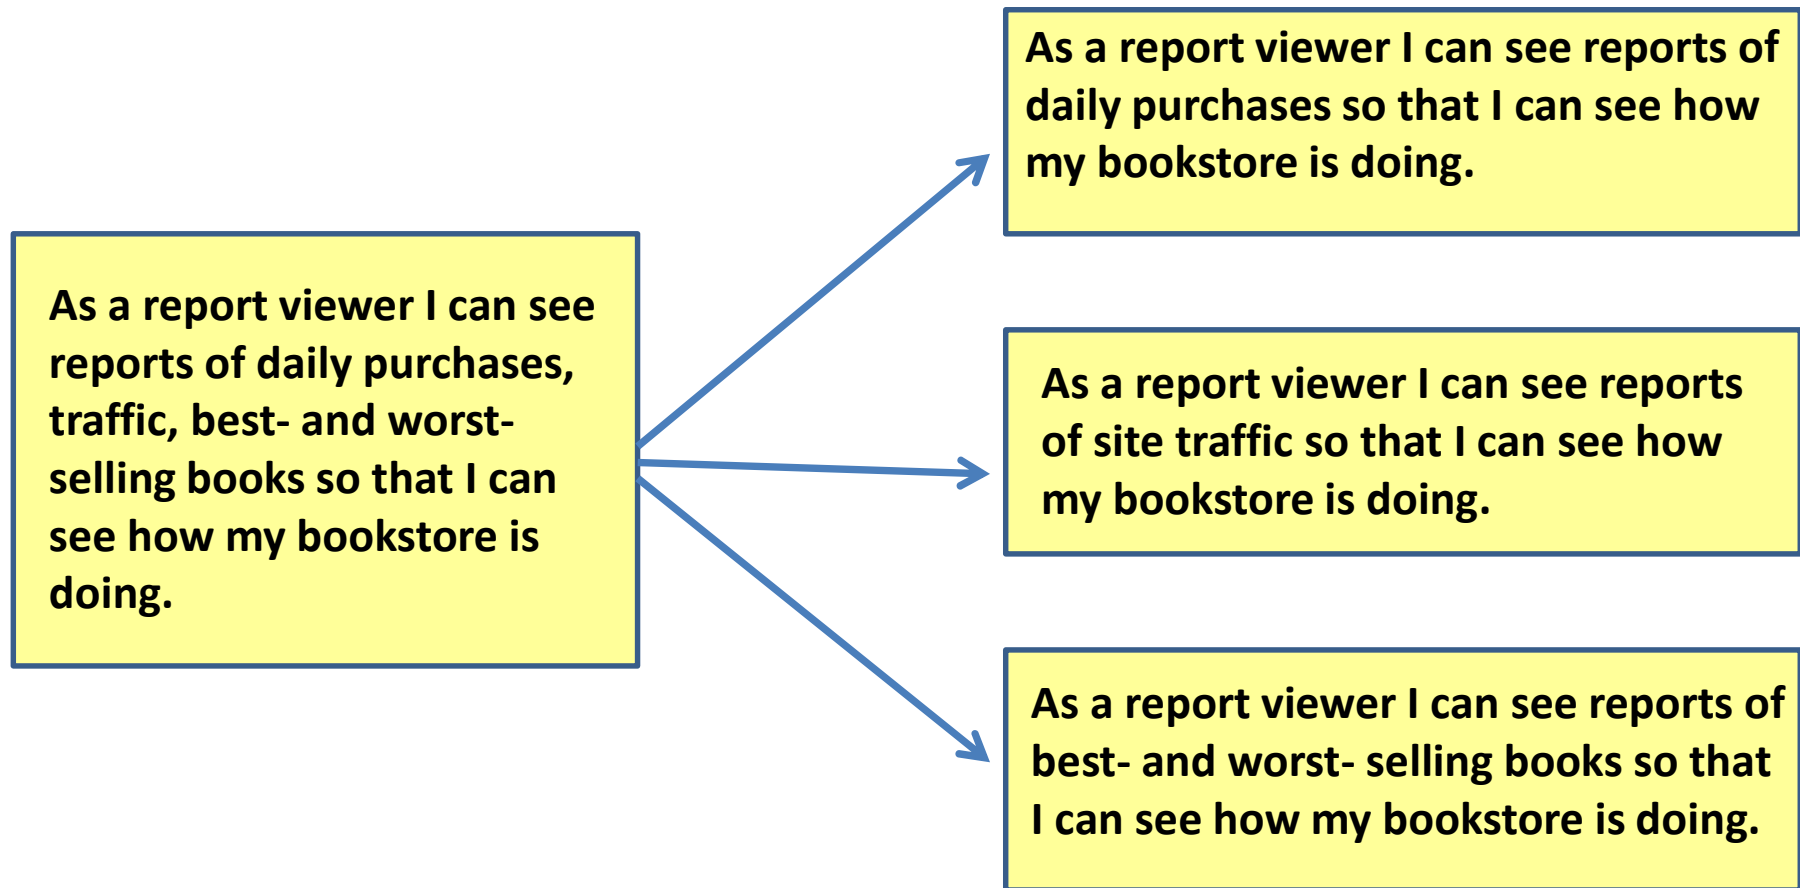 As a report viewer I can see
reports of daily purchases,
traffic, best- and worst-
selling books so that I can
see how my bookstore is
doing.
As a report viewer I can see reports of
daily purchases so that I can see how
my bookstore is doing.
As a report viewer I can see reports
of site traffic so that I can see how
my bookstore is doing.
As a report viewer I can see reports of
best- and worst- selling books so that
I can see how my bookstore is doing.